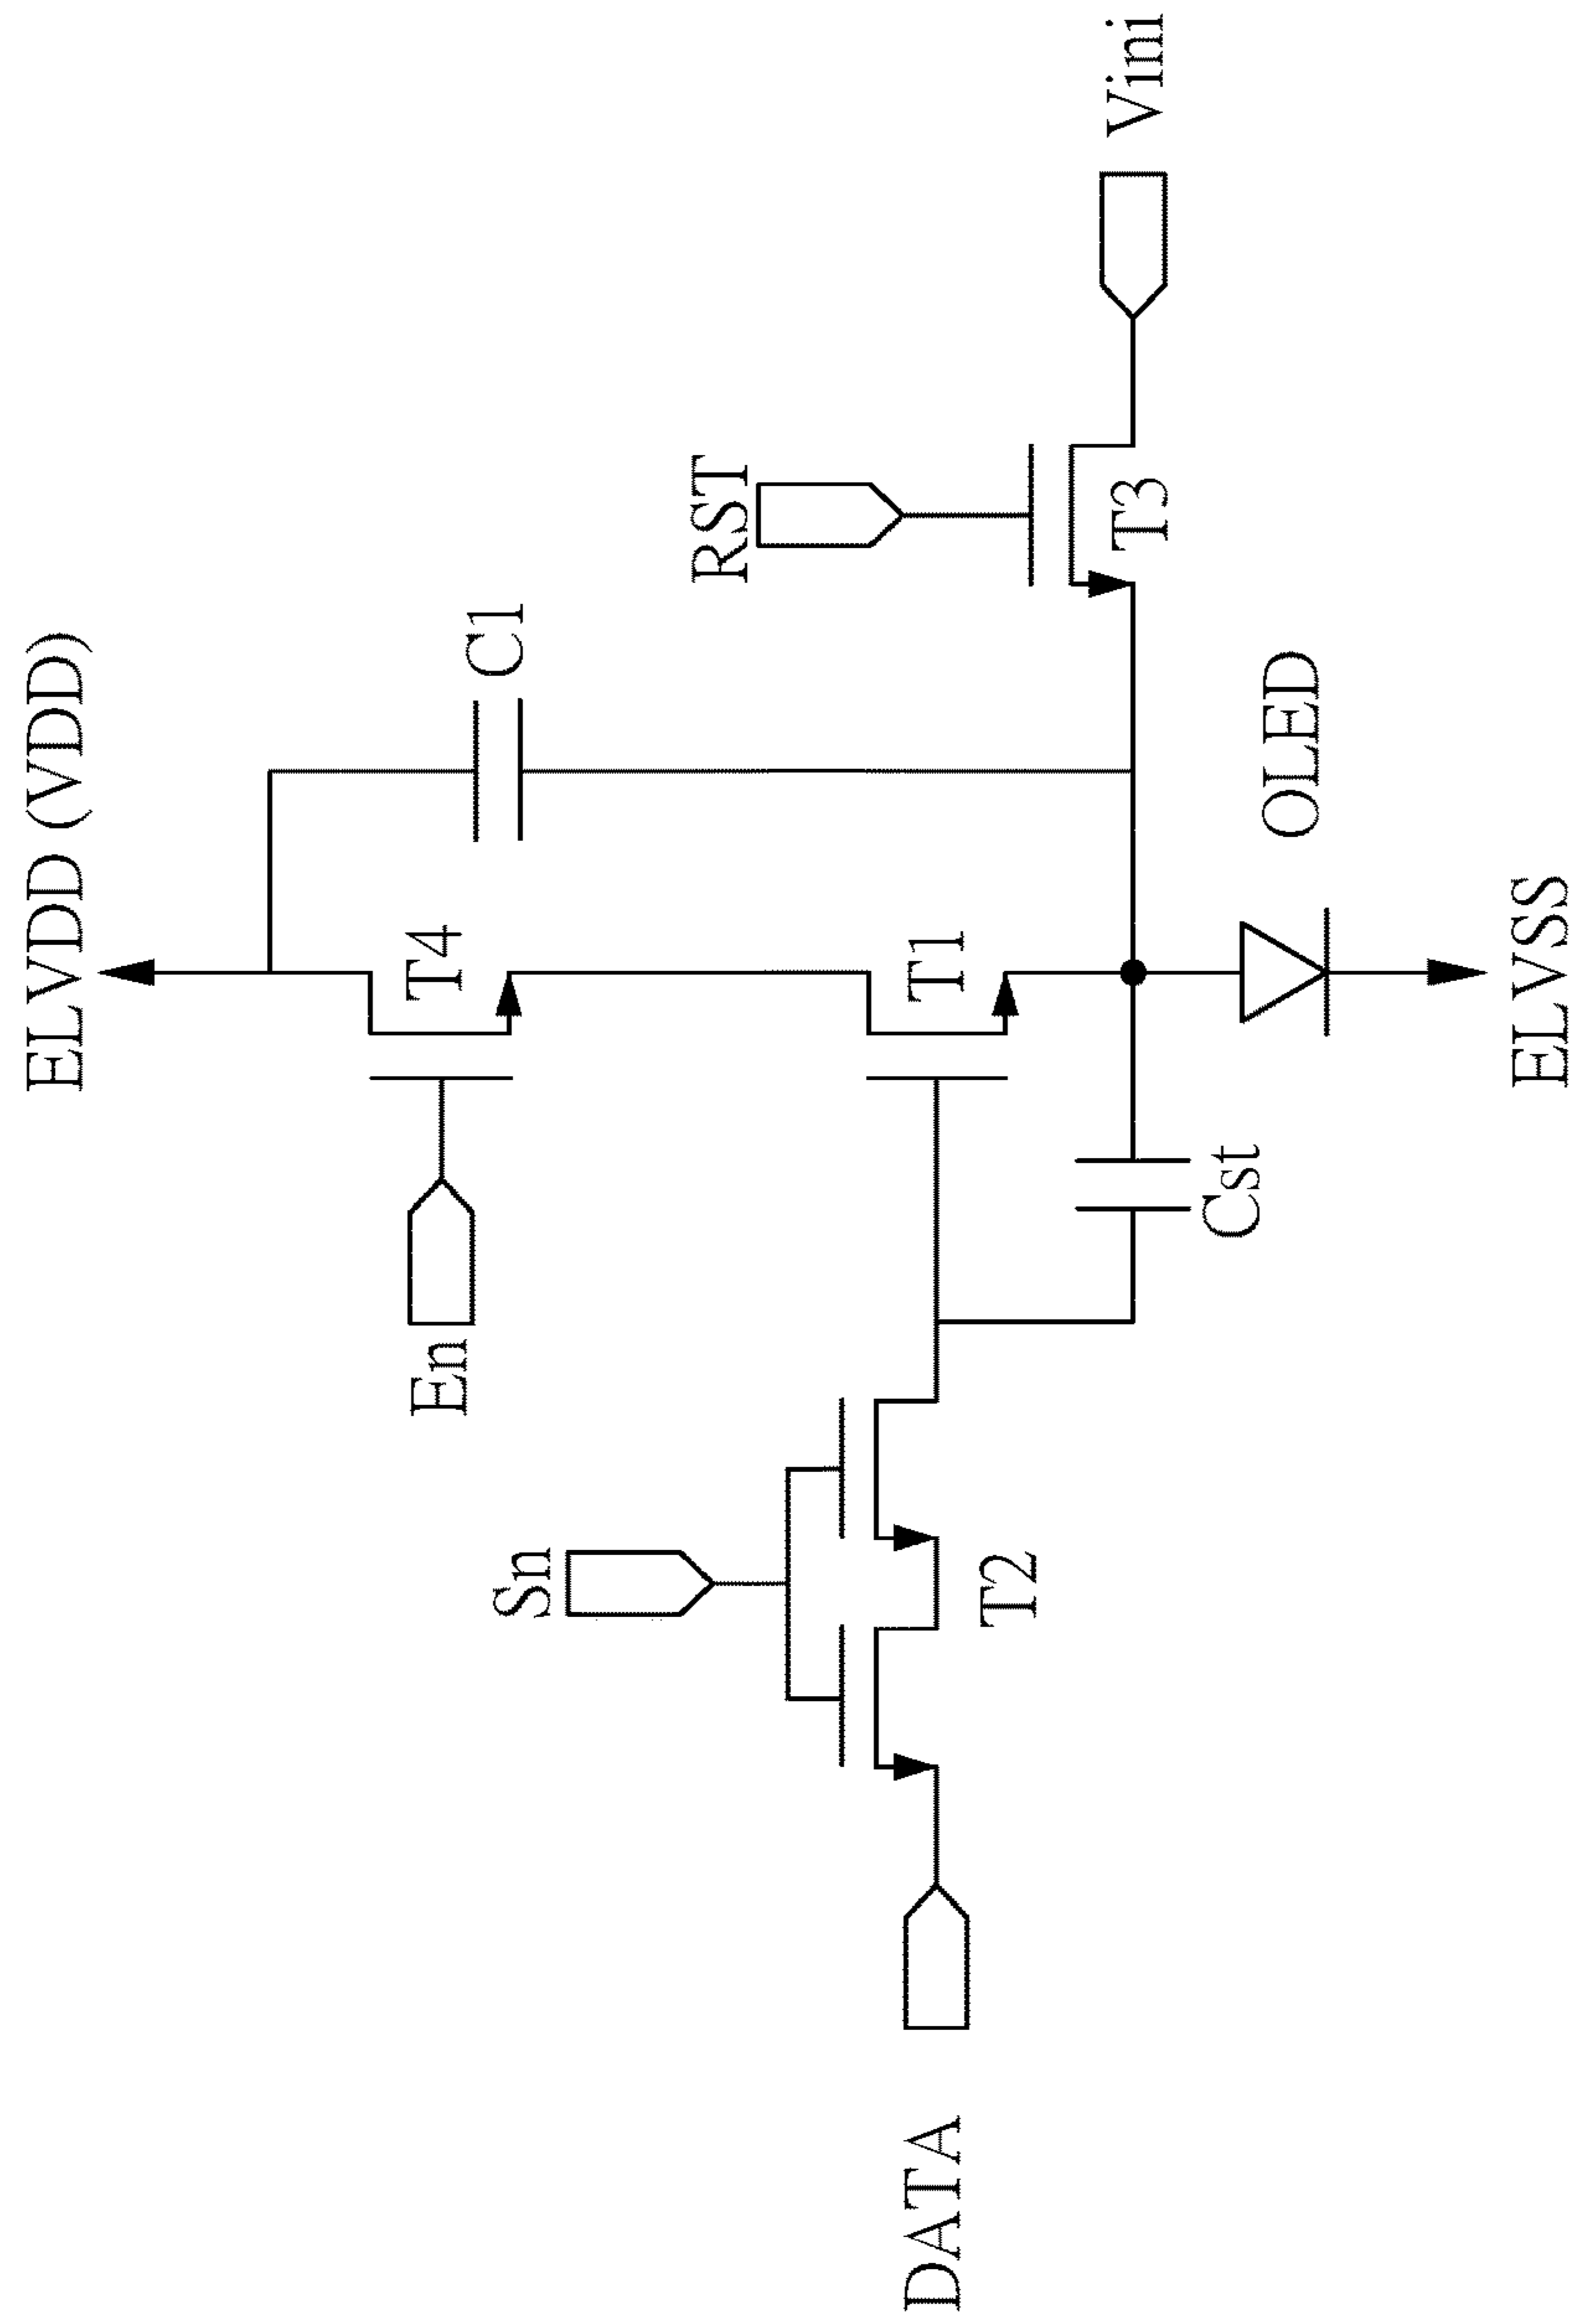 ELVDD (VDD)
C1
T4
En
RST
Vini
Sn
T1
T3
T2
Cst
OLED
DATA
ELVSS